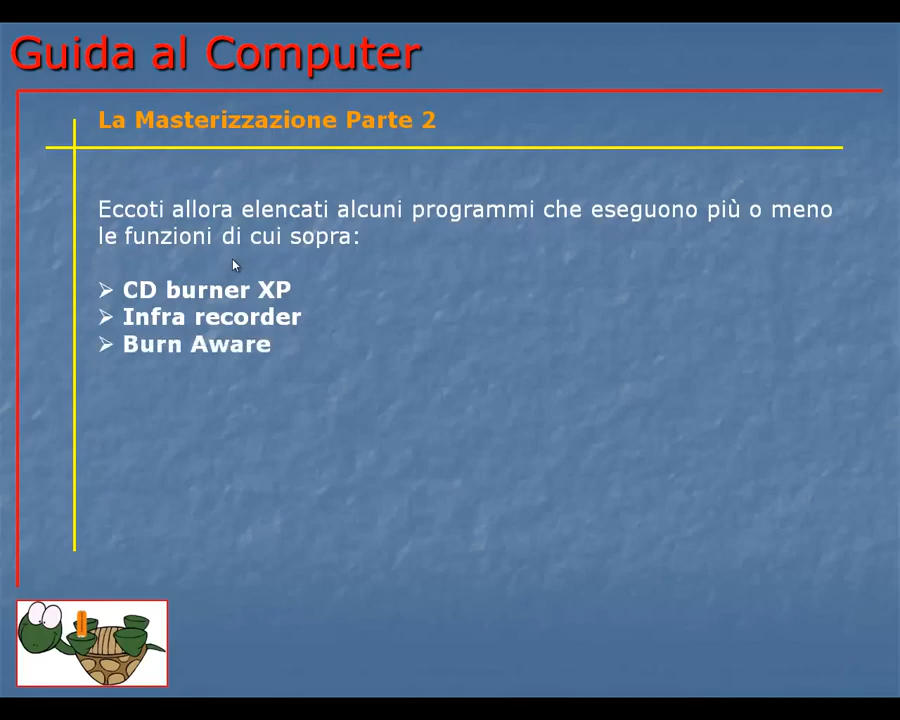 Guida al Computer
La Masterizzazione Parte 2
Eccoti allora elencati alcuni programmi che eseguono più o meno
le funzioni di cui sopra:
➢ CD burner XP
➢ Infra recorder
➢ Burn Aware